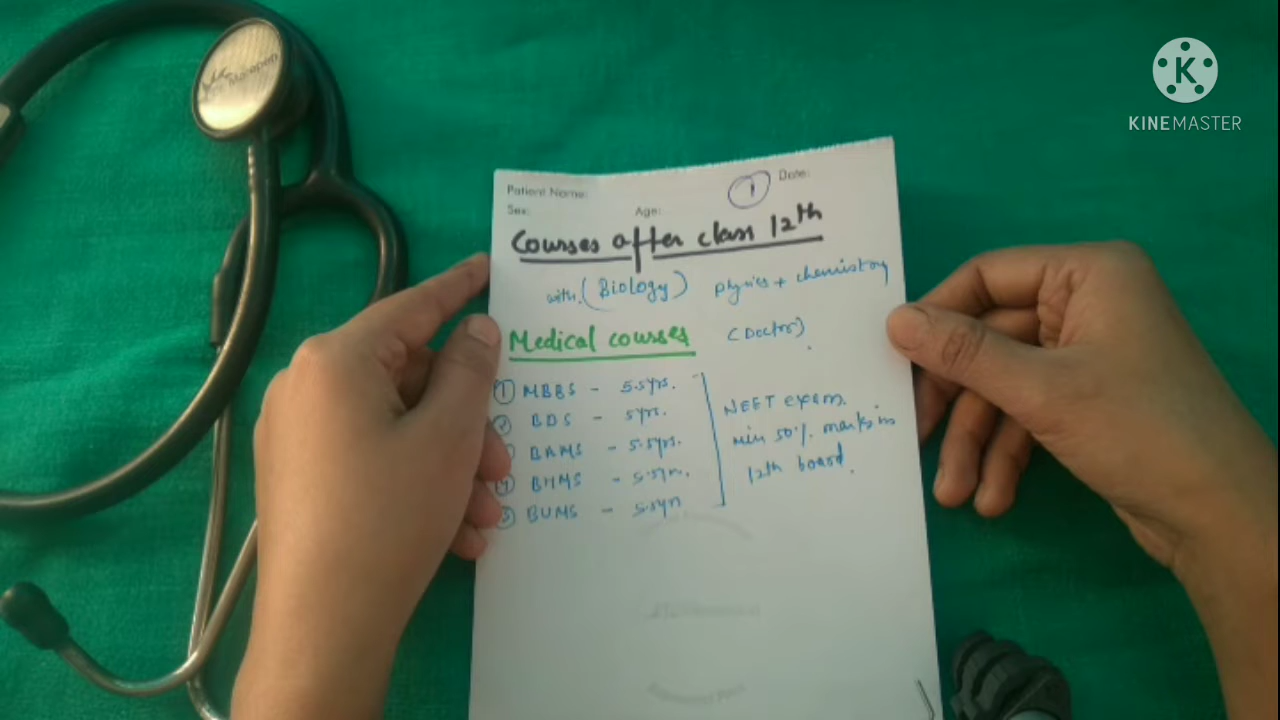 Morepen
KINEMASTER
Patient Name:
1 Date:
Sex: Age:
Courses after class 12th
with (Biology) physics + chemistry
Medical courses (Doctor)
1 MBBS - 5.5yrs.
2 BDS - 5yrs.
BAMS - 5.5yrs.
4 BHMS - 5.5yrs.
5 BUMS - 5.5yrs
NEET exam.
min 50% marks in
12th board.